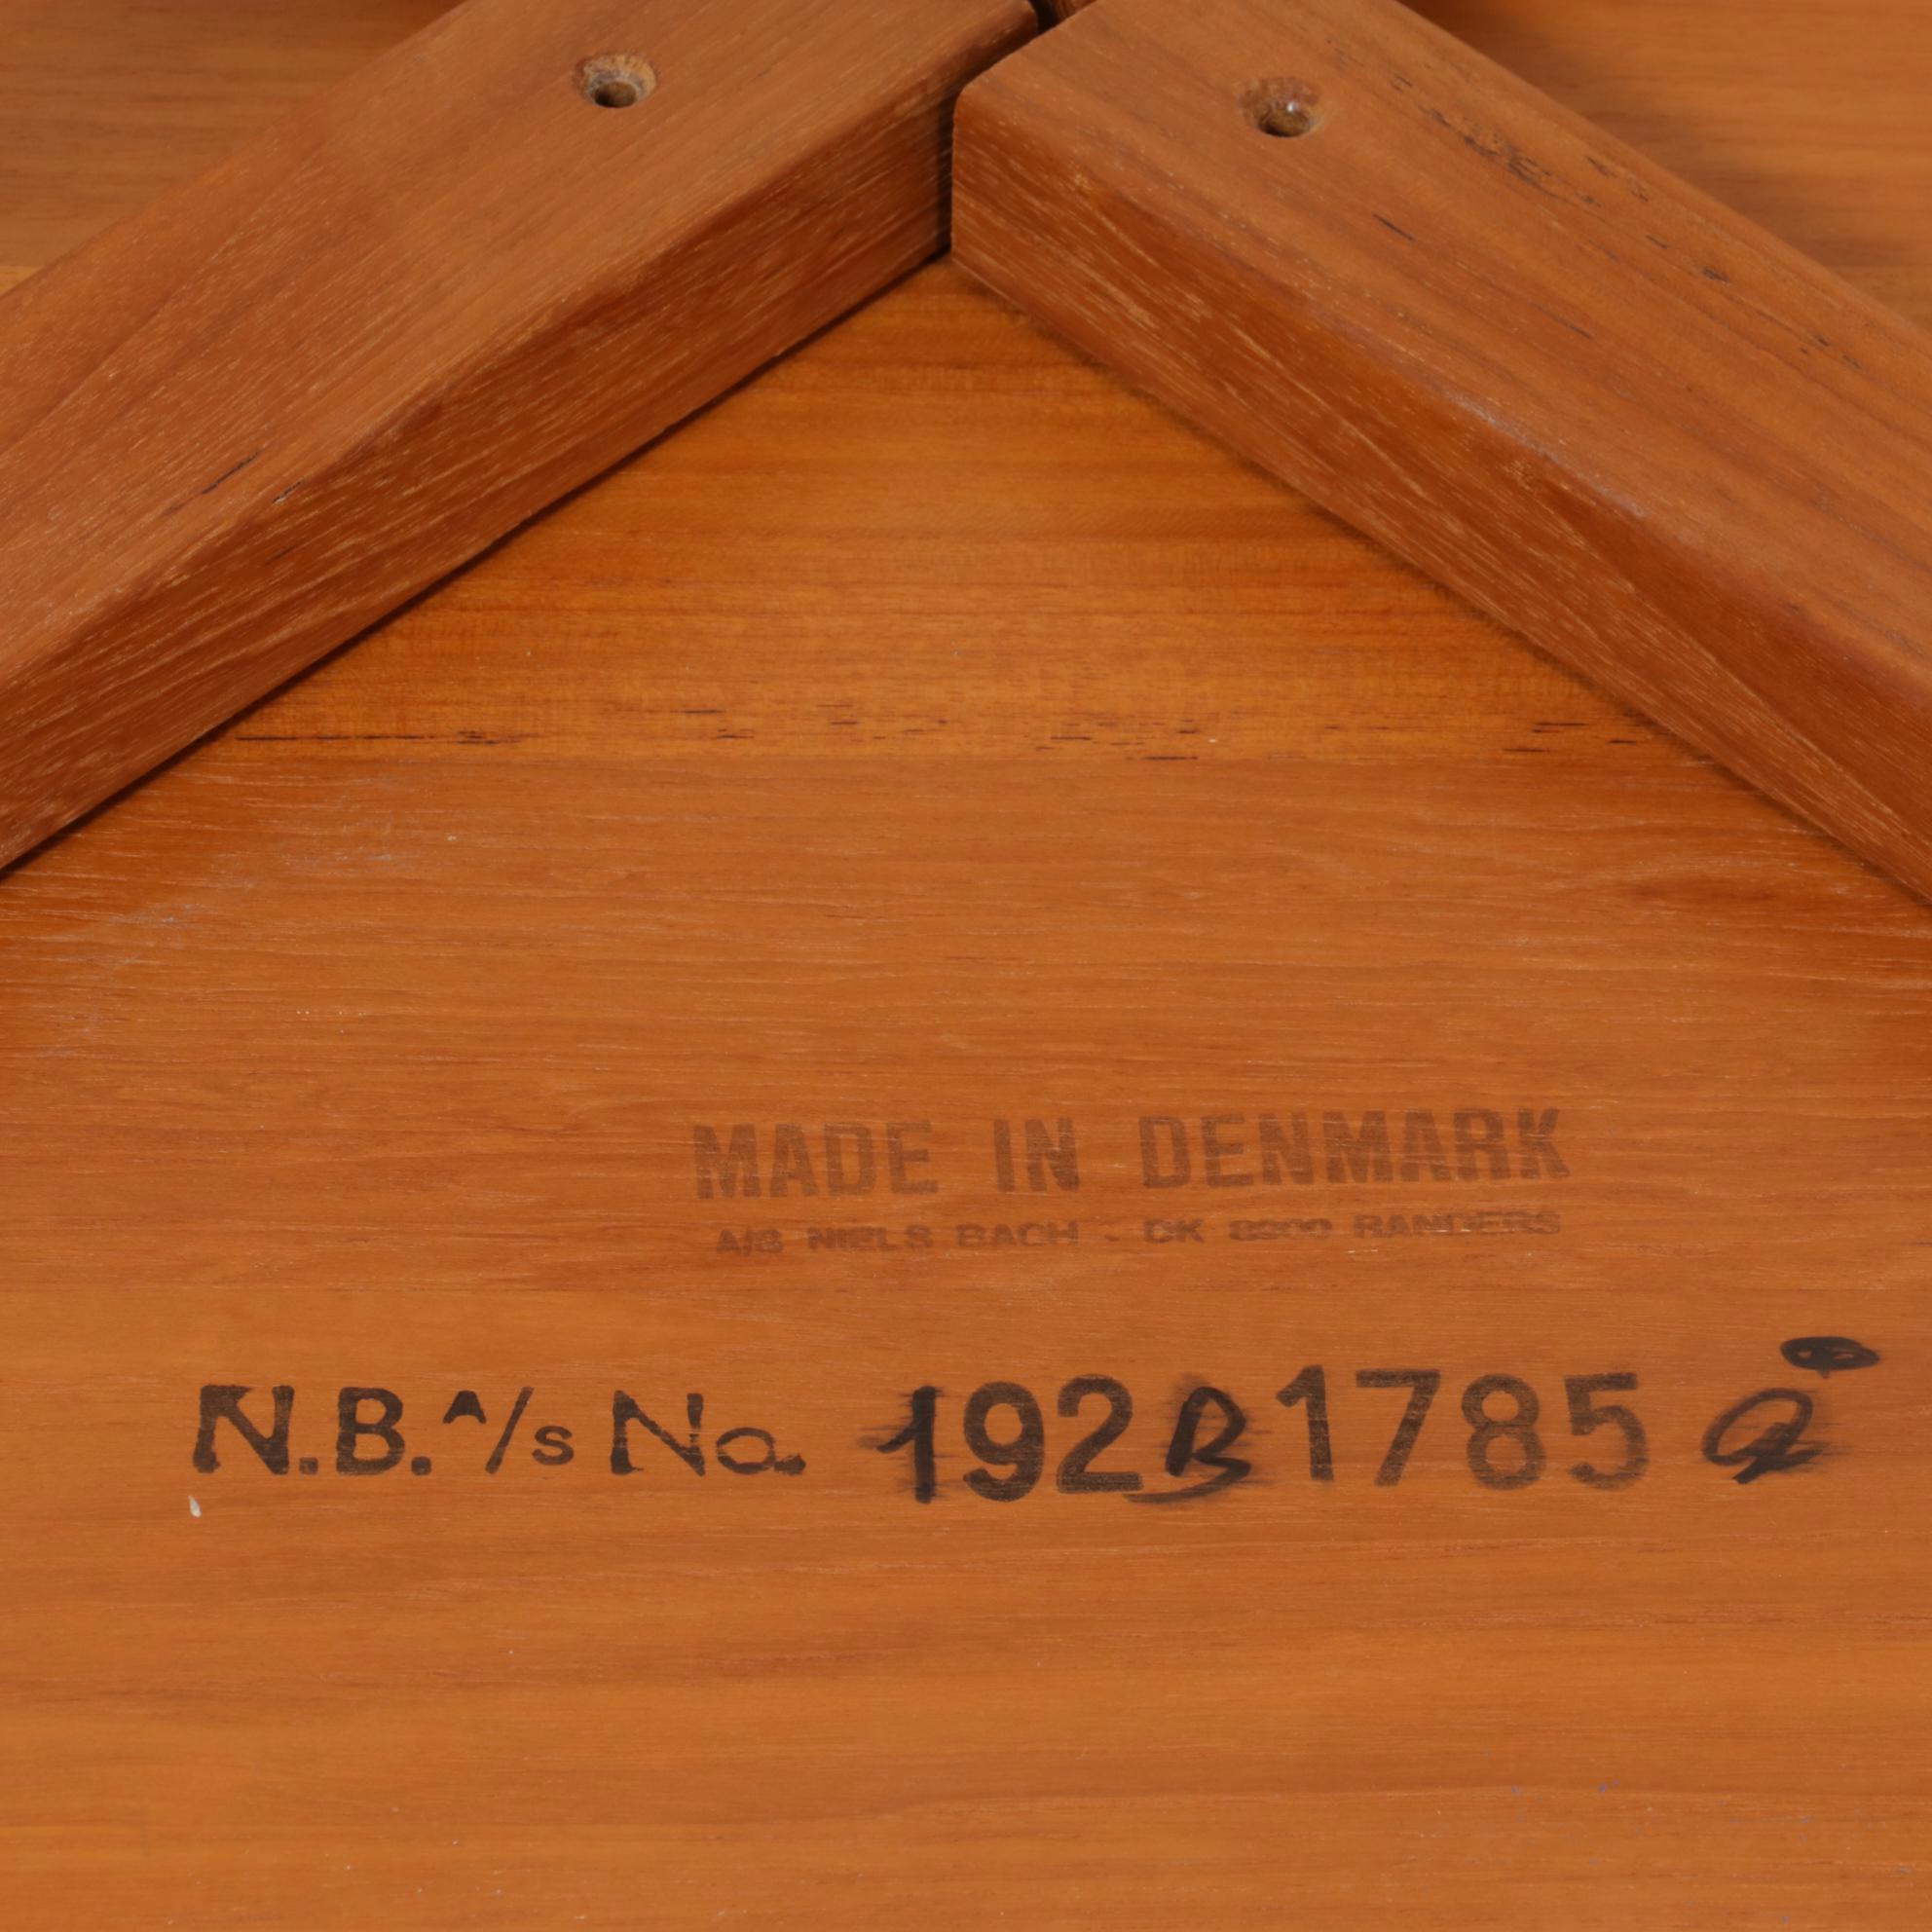 MADE IN DENMARK
A/S NIELS BACH - DK 8900 RANDERS
N.B. A/S No. 192B1785